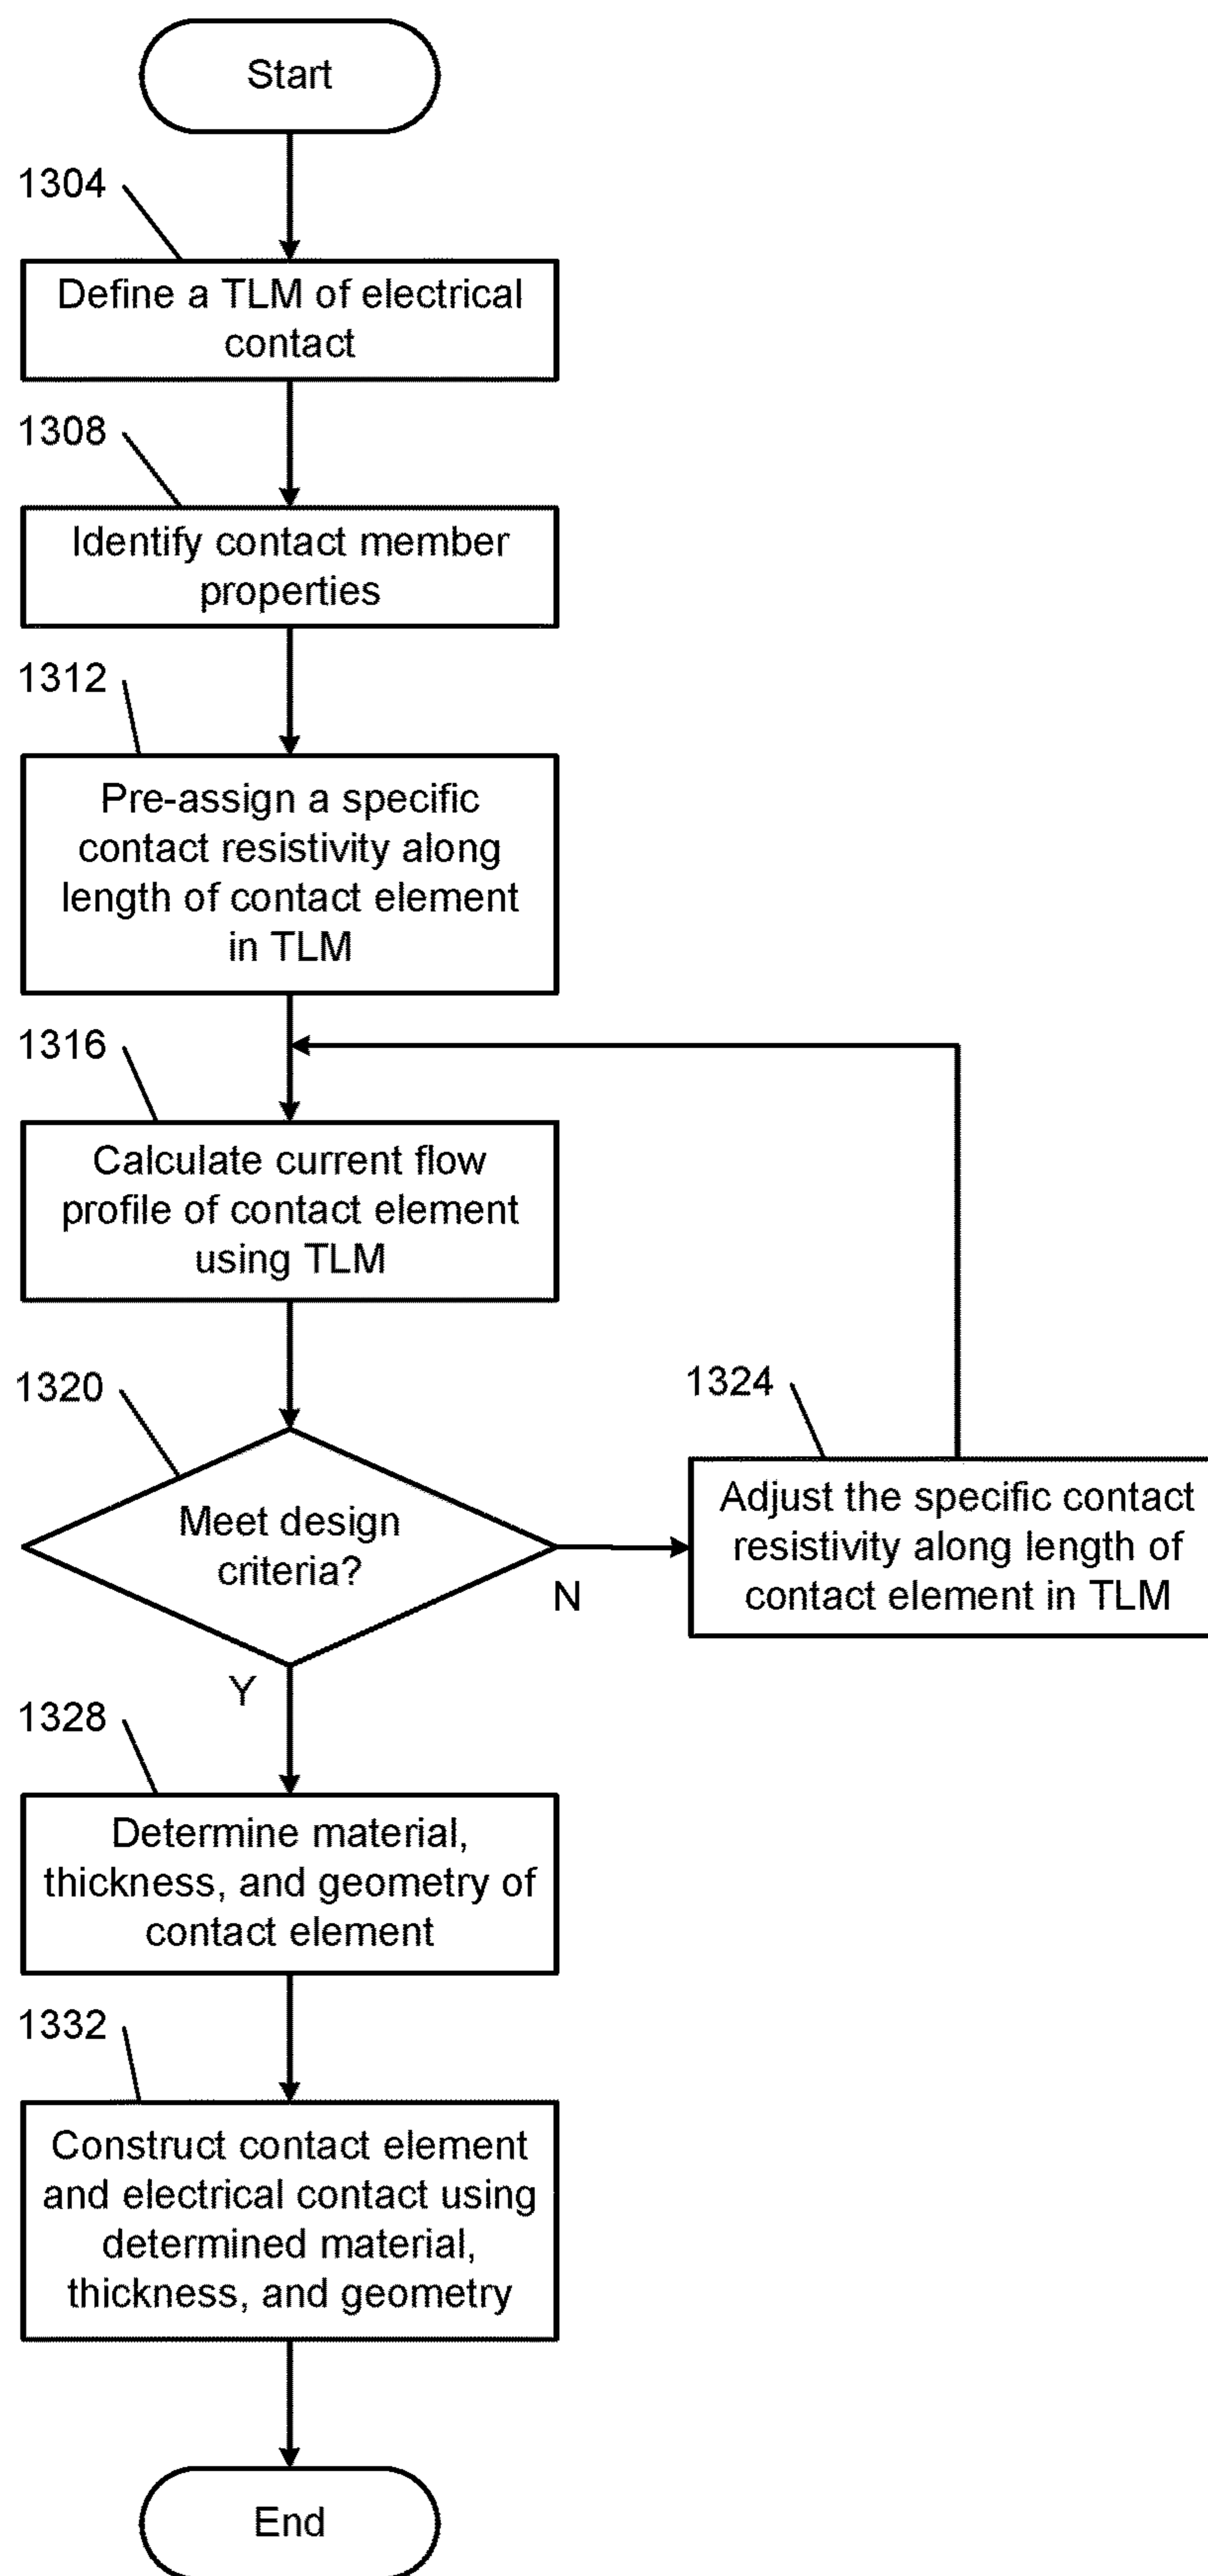 Start
1304
Define a TLM of electrical
contact
1308
Identify contact member
properties
1312
Pre-assign a specific
contact resistivity along
length of contact element
in TLM
1316
Calculate current flow
profile of contact element
using TLM
1320
Meet design
criteria?
N
1324
Adjust the specific contact
resistivity along length of
contact element in TLM
Y
1328
Determine material,
thickness, and geometry of
contact element
1332
Construct contact element
and electrical contact using
determined material,
thickness, and geometry
End